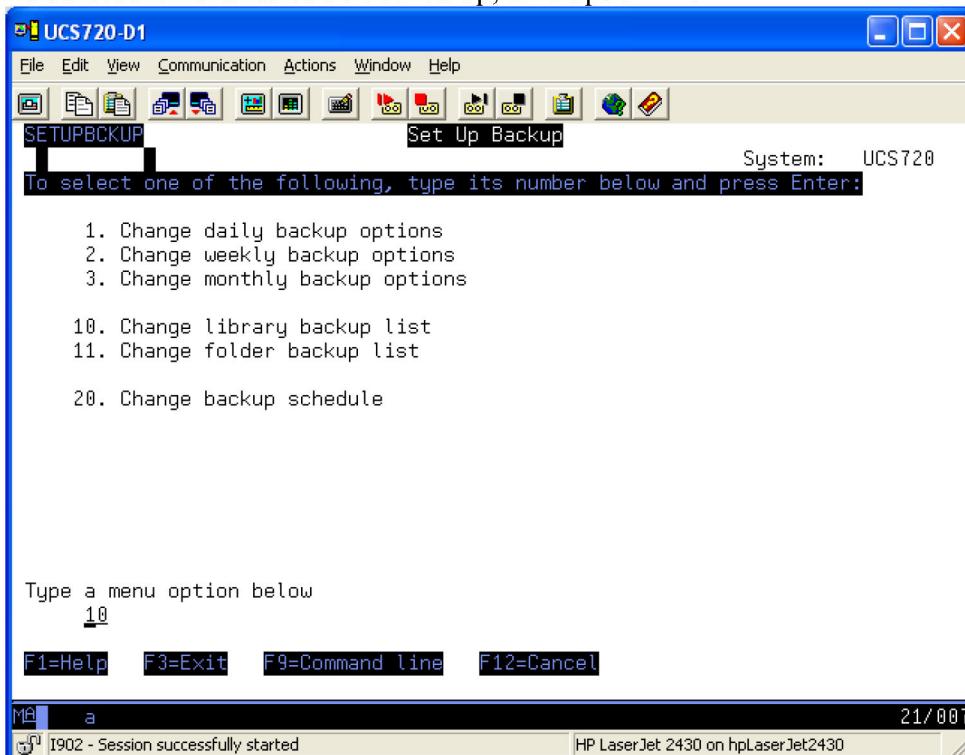 UCS720-D1
File Edit View Communication Actions Window Help
SETUPBCKUP Set Up Backup
System: UCS720
To select one of the following, type its number below and press Enter:
1. Change daily backup options
2. Change weekly backup options
3. Change monthly backup options
10. Change library backup list
11. Change folder backup list
20. Change backup schedule
Type a menu option below
10
F1=Help F3=Exit F9=Command line F12=Cancel
MA a 21/007
I902 - Session successfully started HP LaserJet 2430 on hpLaserJet2430